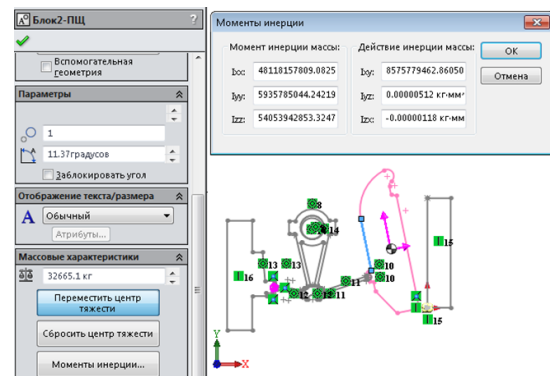 Блок2-ПЩ
?
Вспомогательная
геометрия
Параметры
1
11.37градусов
Заблокировать угол
Отображение текста/размера
A
Обычный
Атрибуты...
Массовые характеристики
32665.1 кг
Переместить центр
тяжести
Сбросить центр тяжести
Моменты инерции...
Моменты инерции
Момент инерции массы:
Действие инерции массы:
Ixx: 48118157809.0825
Ixy: 8575779462.86050
Iyy: 5935785044.24219
Iyz: 0.00000512 кг·мм
Izz: 54053942853.3247
Izx: -0.00000118 кг·мм
ОК
Отмена
8
14
15
13
13
10
16
10
11
12
12
11
15
Y
X